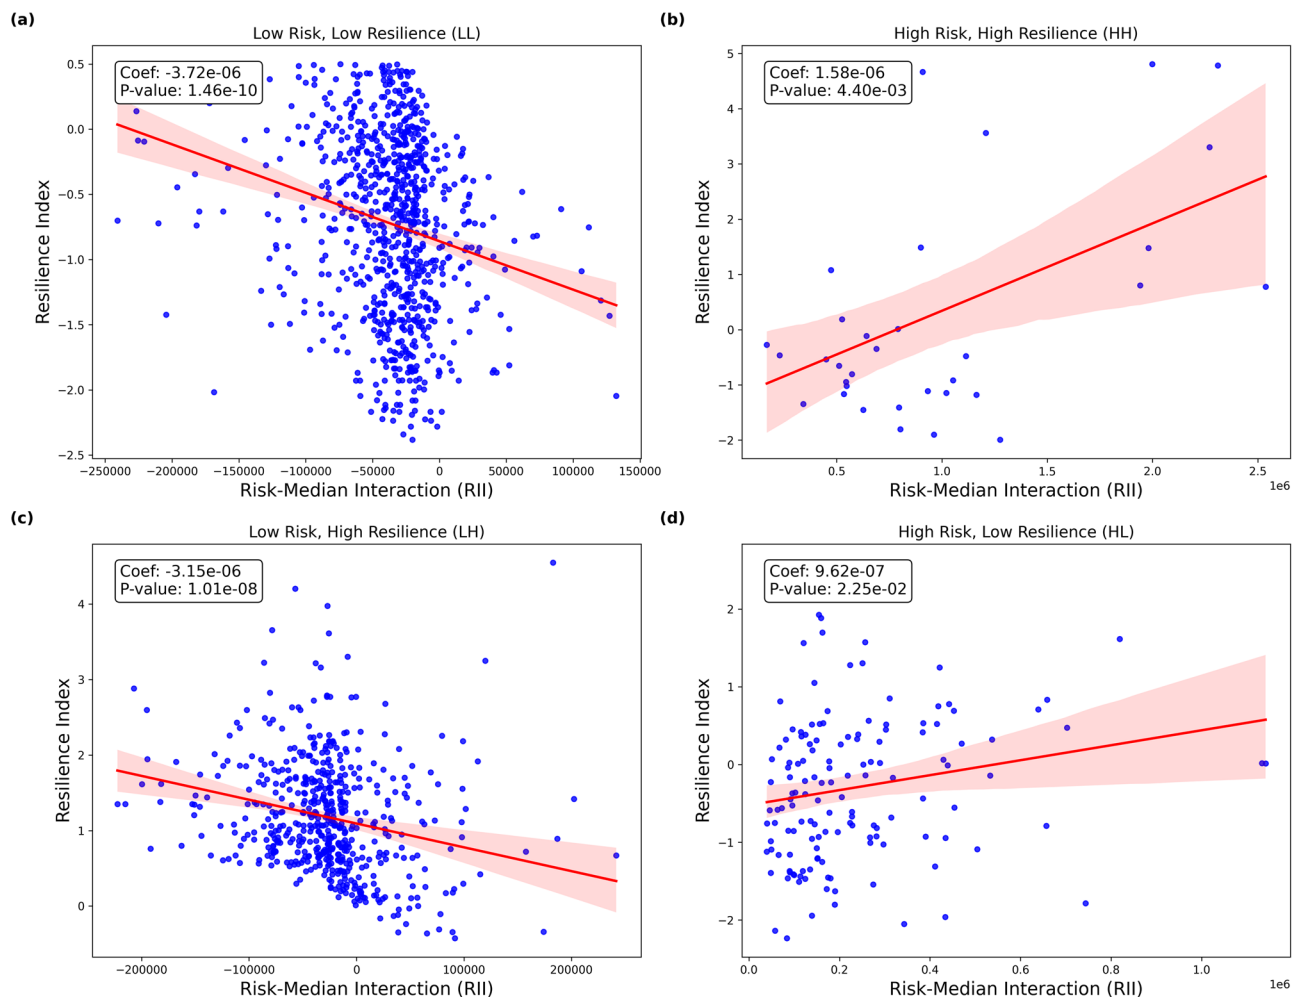 (a)
Low Risk, Low Resilience (LL)
Coef: -3.72e-06
P-value: 1.46e-10
Resilience Index
0.5
0.0
−0.5
−1.0
−1.5
−2.0
−2.5
−250000 −200000 −150000 −100000 −50000 0 50000 100000 150000
Risk-Median Interaction (RII)
(b)
High Risk, High Resilience (HH)
Coef: 1.58e-06
P-value: 4.40e-03
Resilience Index
5
4
3
2
1
0
−1
−2
0.5 1.0 1.5 2.0 2.5
1e6
Risk-Median Interaction (RII)
(c)
Low Risk, High Resilience (LH)
Coef: -3.15e-06
P-value: 1.01e-08
Resilience Index
4
3
2
1
0
−200000 −100000 0 100000 200000
Risk-Median Interaction (RII)
(d)
High Risk, Low Resilience (HL)
Coef: 9.62e-07
P-value: 2.25e-02
Resilience Index
2
1
0
−1
−2
0.0 0.2 0.4 0.6 0.8 1.0
1e6
Risk-Median Interaction (RII)